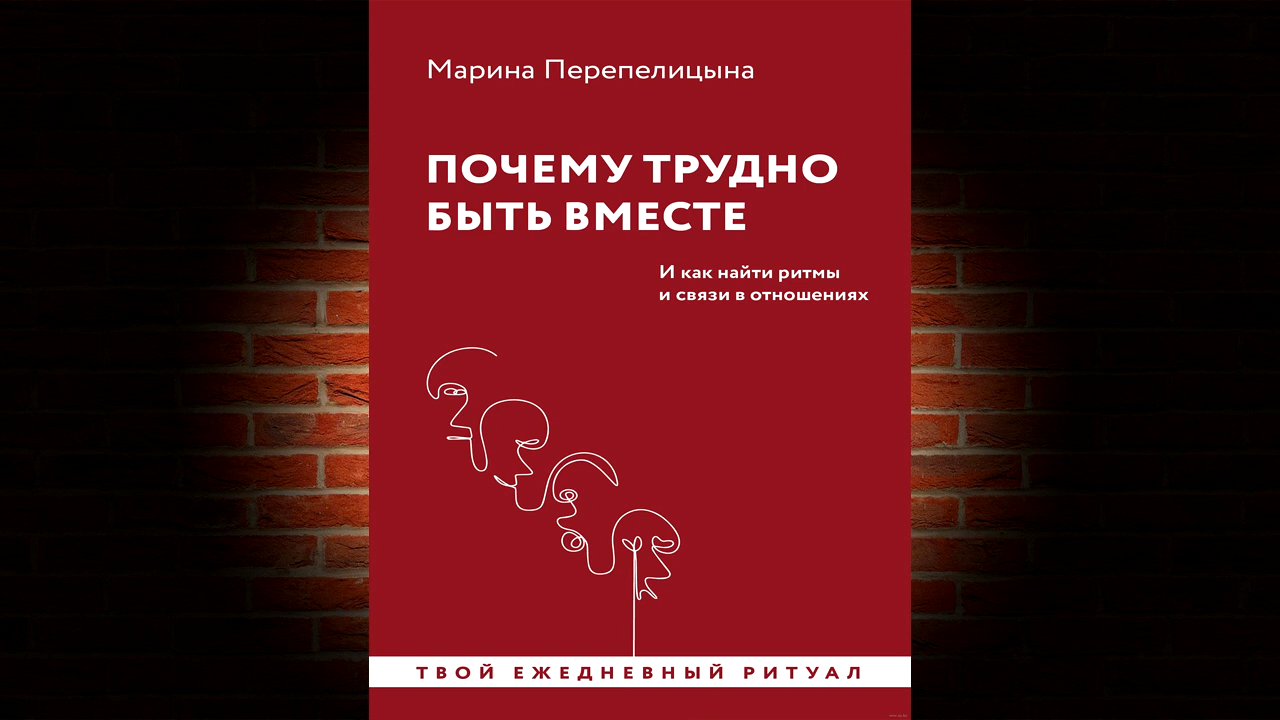 Марина Перепелицына
ПОЧЕМУ ТРУДНО
БЫТЬ ВМЕСТЕ
И как найти ритмы
и связи в отношениях
ТВОЙ ЕЖЕДНЕВНЫЙ РИТУАЛ